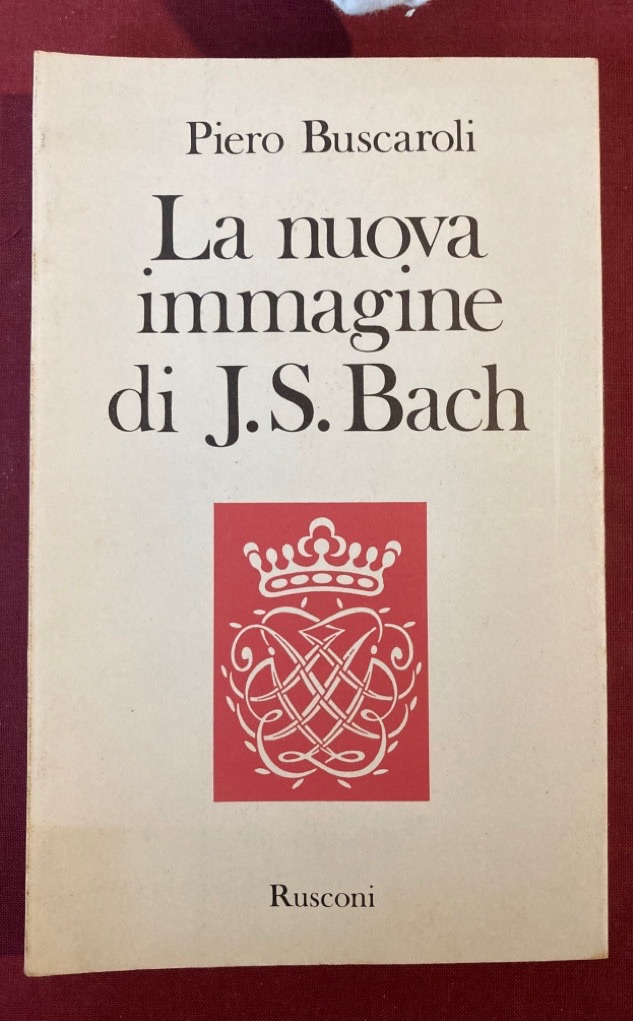 Piero Buscaroli
La nuova
immagine
di J.S. Bach
Rusconi